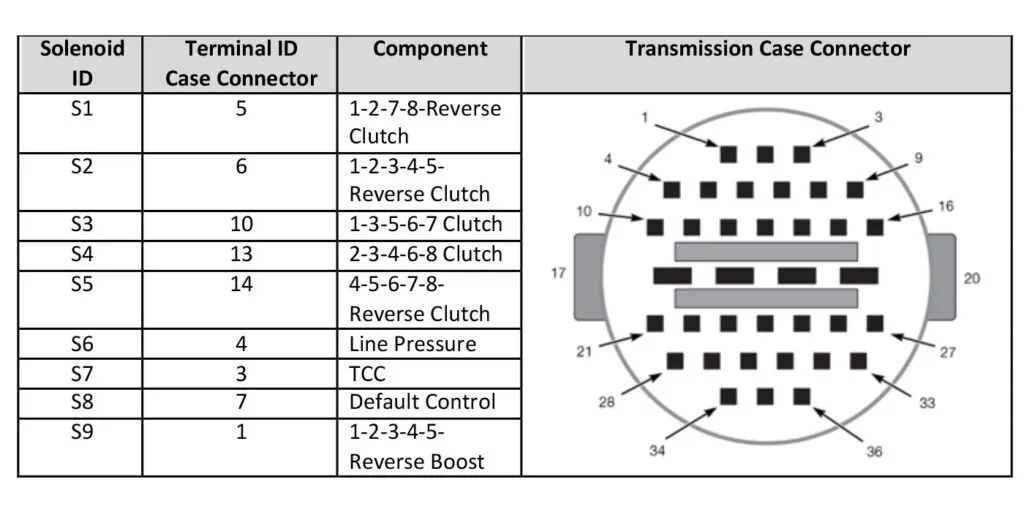 Solenoid ID Terminal ID Case Connector Component Transmission Case Connector
S1 5 1-2-7-8-Reverse Clutch
S2 6 1-2-3-4-5- Reverse Clutch
S3 10 1-3-5-6-7 Clutch
S4 13 2-3-4-6-8 Clutch
S5 14 4-5-6-7-8- Reverse Clutch
S6 4 Line Pressure
S7 3 TCC
S8 7 Default Control
S9 1 1-2-3-4-5- Reverse Boost
1 3
4 9
10 16
17 20
21 27
28 33
34 36